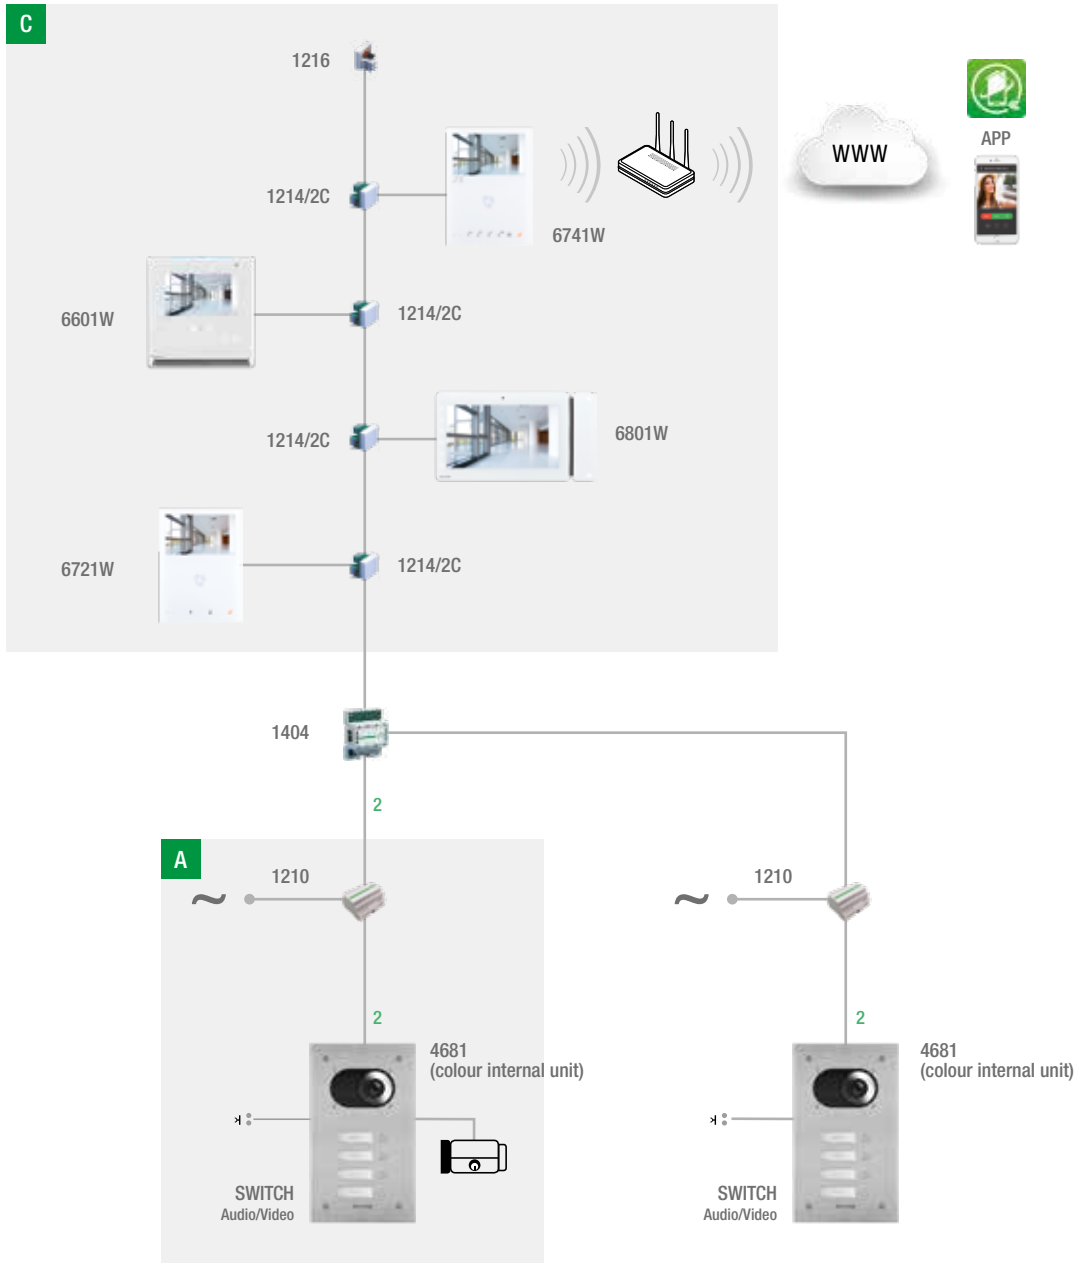 C
1216
APP
WWW
1214/2C
6741W
6601W
1214/2C
1214/2C
6801W
6721W
1214/2C
1404
2
A
1210
1210
2
2
4681
(colour internal unit)
4681
(colour internal unit)
SWITCH
Audio/Video
SWITCH
Audio/Video